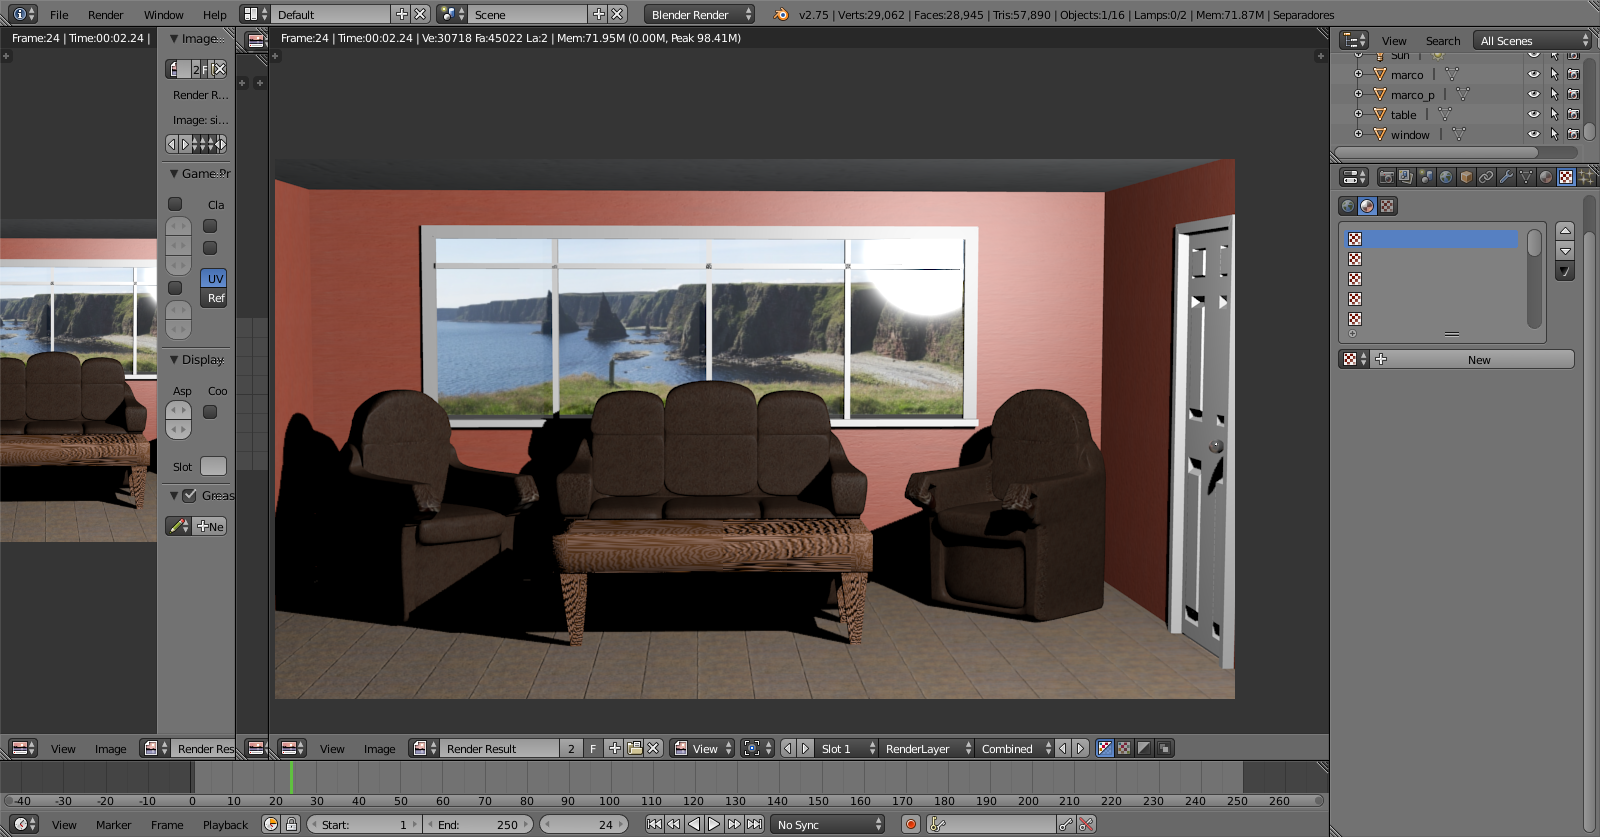 File Render Window Help Default Scene Blender Render v2.75 | Verts:29,062 | Faces:28,945 | Tris:57,890 | Objects:1/16 | Lamps:0/2 | Mem:71.87M | Separadores
Frame:24 | Time:00:02.24 |
Image
2 F
Render R...
Image: si...
Game Pr
Cla
UV
Ref
Display
Asp Coo
Slot
Greas
Ne
View Image Render Res
Frame:24 | Time:00:02.24 | Ve:30718 Fa:45022 La:2 | Mem:71.95M (0.00M, Peak 98.41M)
View Image Render Result 2 F View Slot 1 RenderLayer Combined
View Search All Scenes
Sun
marco
marco_p
table
window
New
-40 -30 -20 -10 0 10 20 30 40 50 60 70 80 90 100 110 120 130 140 150 160 170 180 190 200 210 220 230 240 250 260
View Marker Frame Playback Start: 1 End: 250 24 No Sync